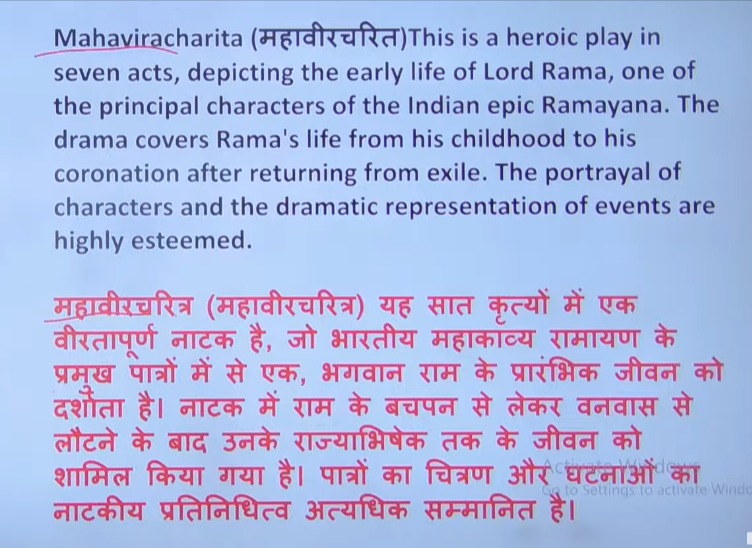 Mahaviracharita (महावीरचरित)This is a heroic play in
seven acts, depicting the early life of Lord Rama, one of
the principal characters of the Indian epic Ramayana. The
drama covers Rama's life from his childhood to his
coronation after returning from exile. The portrayal of
characters and the dramatic representation of events are
highly esteemed.
महावीरचरित्र (महावीरचरित्र) यह सात कृत्यों में एक
वीरतापूर्ण नाटक है, जो भारतीय महाकाव्य रामायण के
प्रमुख पात्रों में से एक, भगवान राम के प्रारंभिक जीवन को
दर्शाता है। नाटक में राम के बचपन से लेकर वनवास से
लौटने के बाद उनके राज्याभिषेक तक के जीवन को
शामिल किया गया है। पात्रों का चित्रण और घटनाओं का
नाटकीय प्रतिनिधित्व अत्यधिक सम्मानित है।
Activate Windows
Go to Settings to activate Windo